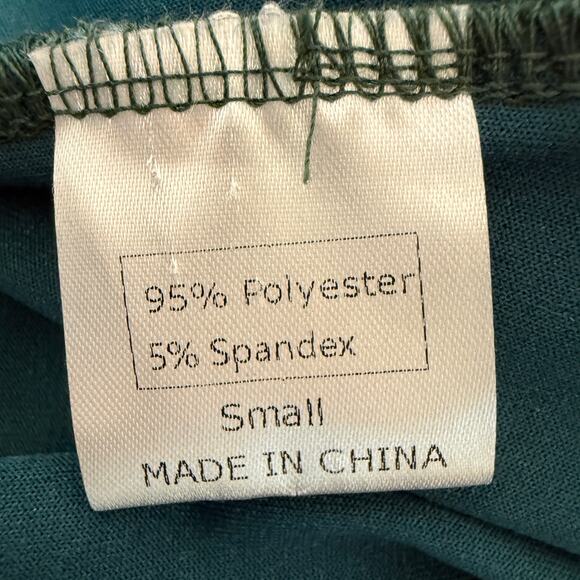 95% Polyester
5% Spandex
Small
MADE IN CHINA